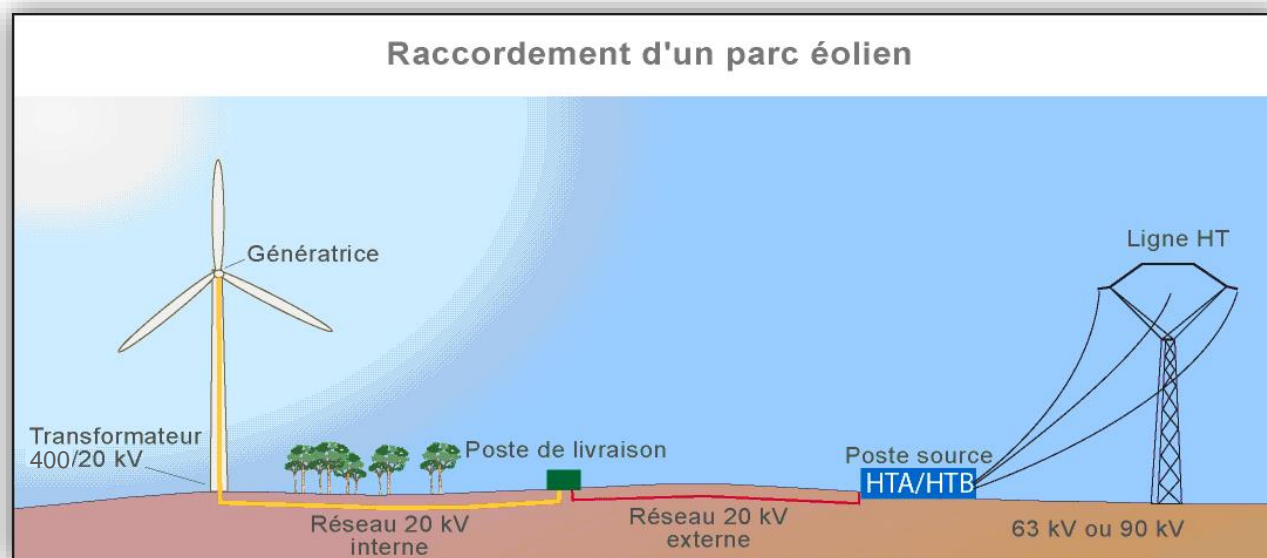 Raccordement d'un parc éolien
Génératrice
Ligne HT
Transformateur
400/20 kV
Poste de livraison
Poste source
HTA/HTB
Réseau 20 kV
interne
Réseau 20 kV
externe
63 kV ou 90 kV